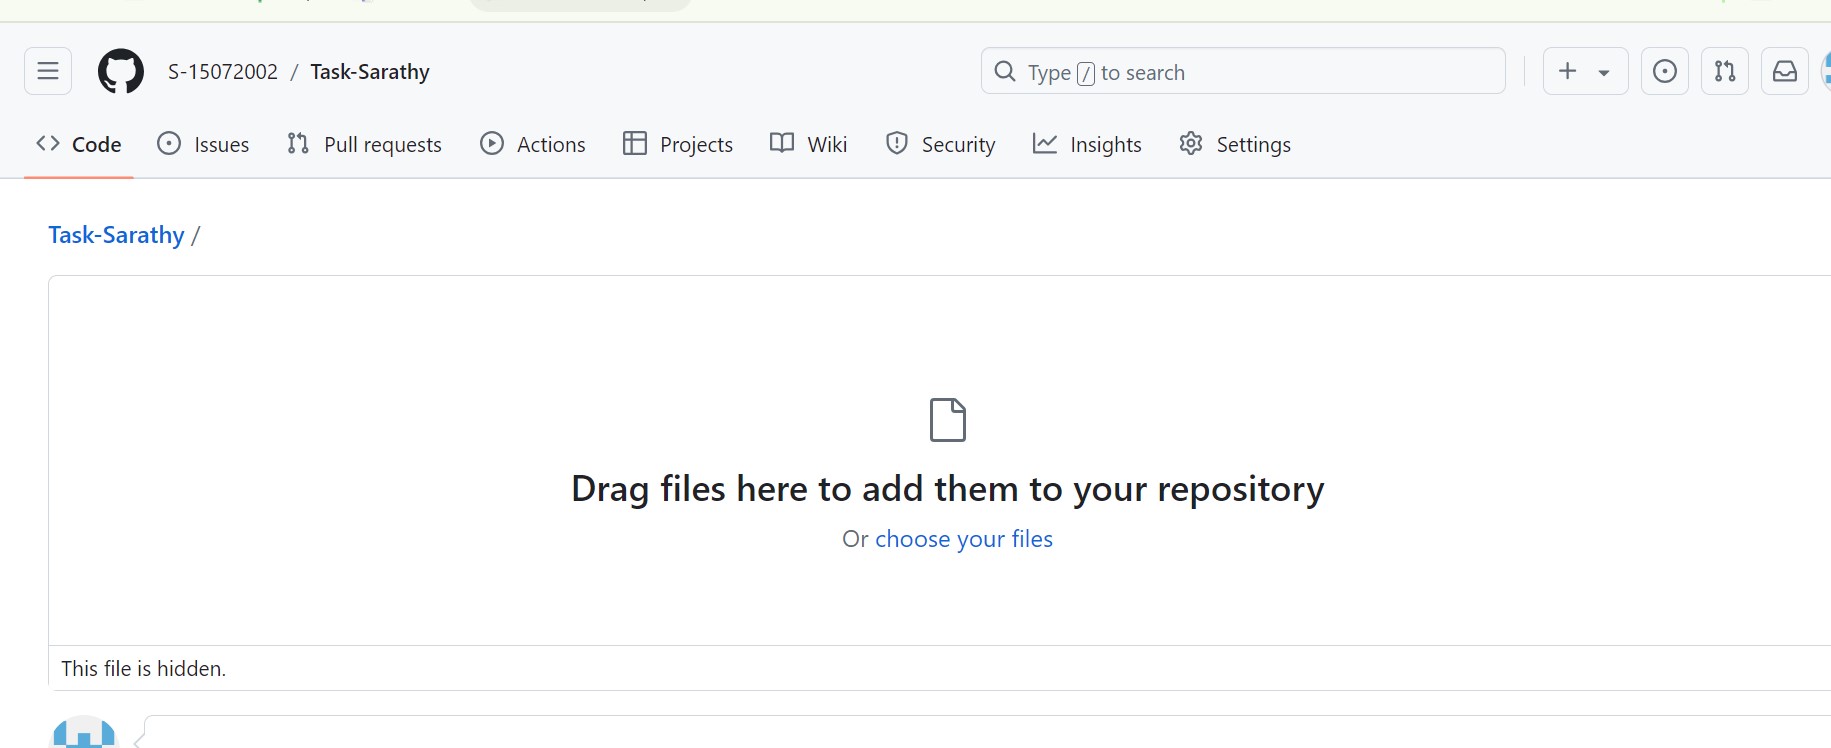 S-15072002 / Task-Sarathy
Type / to search
Code Issues Pull requests Actions Projects Wiki Security Insights Settings
Task-Sarathy /
Drag files here to add them to your repository
Or choose your files
This file is hidden.